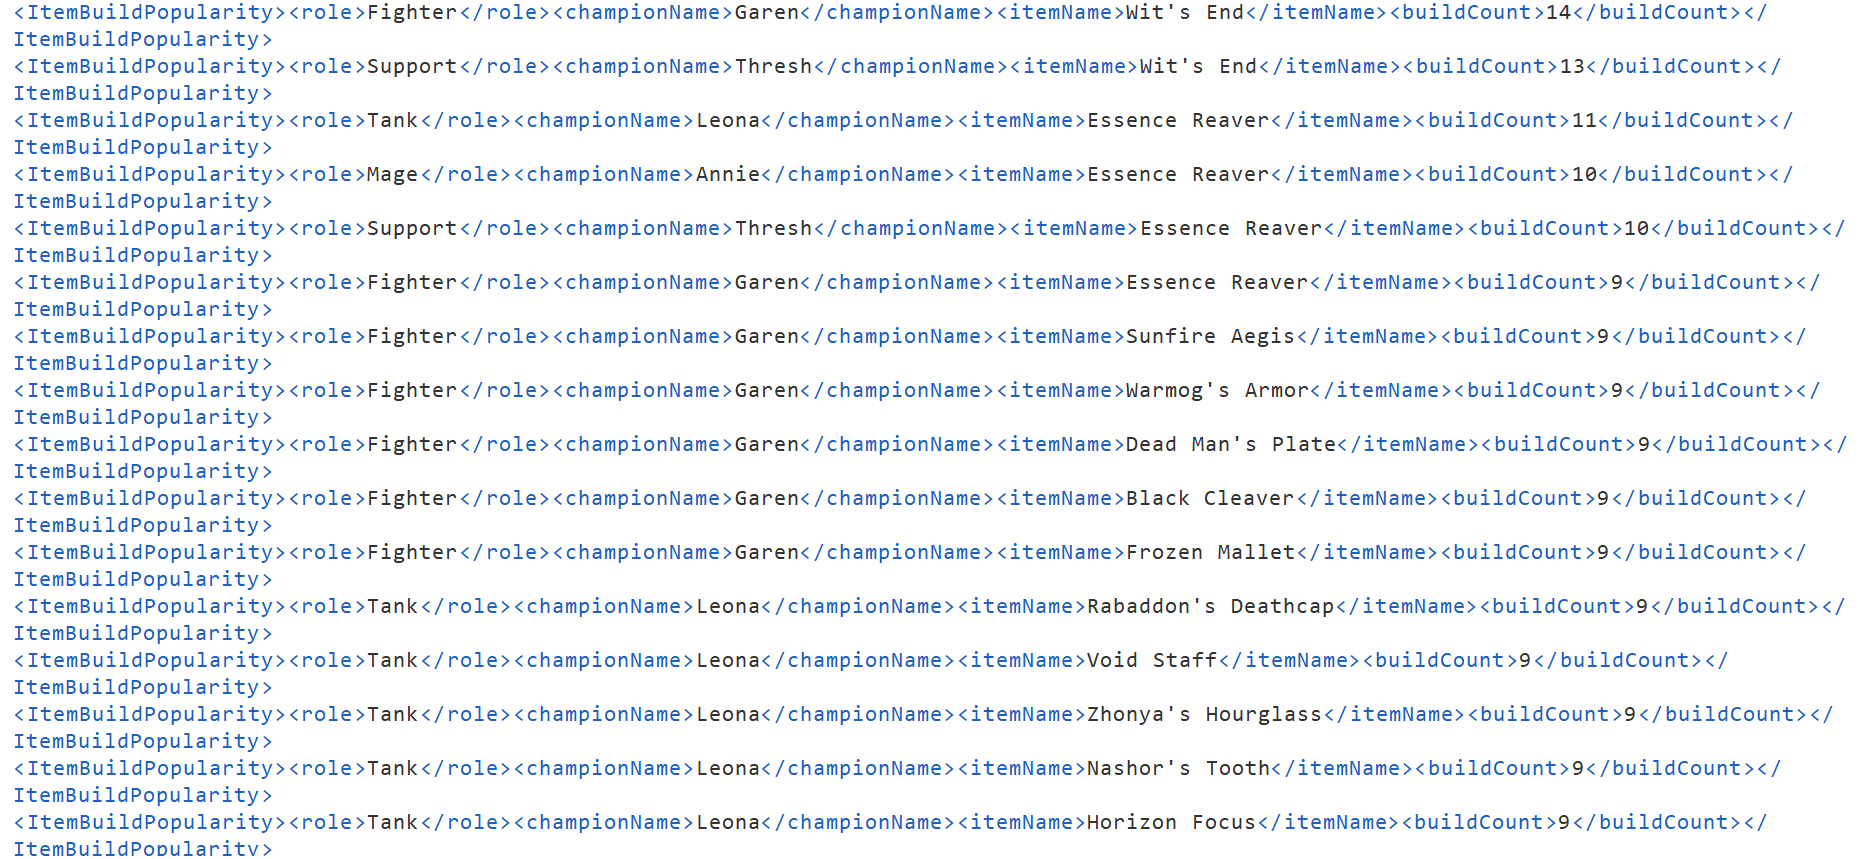 <ItemBuildPopularity><role>Fighter</role><championName>Garen</championName><itemName>Wit's End</itemName><buildCount>14</buildCount></
ItemBuildPopularity>
<ItemBuildPopularity><role>Support</role><championName>Thresh</championName><itemName>Wit's End</itemName><buildCount>13</buildCount></
ItemBuildPopularity>
<ItemBuildPopularity><role>Tank</role><championName>Leona</championName><itemName>Essence Reaver</itemName><buildCount>11</buildCount></
ItemBuildPopularity>
<ItemBuildPopularity><role>Mage</role><championName>Annie</championName><itemName>Essence Reaver</itemName><buildCount>10</buildCount></
ItemBuildPopularity>
<ItemBuildPopularity><role>Support</role><championName>Thresh</championName><itemName>Essence Reaver</itemName><buildCount>10</buildCount></
ItemBuildPopularity>
<ItemBuildPopularity><role>Fighter</role><championName>Garen</championName><itemName>Essence Reaver</itemName><buildCount>9</buildCount></
ItemBuildPopularity>
<ItemBuildPopularity><role>Fighter</role><championName>Garen</championName><itemName>Sunfire Aegis</itemName><buildCount>9</buildCount></
ItemBuildPopularity>
<ItemBuildPopularity><role>Fighter</role><championName>Garen</championName><itemName>Warmog's Armor</itemName><buildCount>9</buildCount></
ItemBuildPopularity>
<ItemBuildPopularity><role>Fighter</role><championName>Garen</championName><itemName>Dead Man's Plate</itemName><buildCount>9</buildCount></
ItemBuildPopularity>
<ItemBuildPopularity><role>Fighter</role><championName>Garen</championName><itemName>Black Cleaver</itemName><buildCount>9</buildCount></
ItemBuildPopularity>
<ItemBuildPopularity><role>Fighter</role><championName>Garen</championName><itemName>Frozen Mallet</itemName><buildCount>9</buildCount></
ItemBuildPopularity>
<ItemBuildPopularity><role>Tank</role><championName>Leona</championName><itemName>Rabaddon's Deathcap</itemName><buildCount>9</buildCount></
ItemBuildPopularity>
<ItemBuildPopularity><role>Tank</role><championName>Leona</championName><itemName>Void Staff</itemName><buildCount>9</buildCount></
ItemBuildPopularity>
<ItemBuildPopularity><role>Tank</role><championName>Leona</championName><itemName>Zhonya's Hourglass</itemName><buildCount>9</buildCount></
ItemBuildPopularity>
<ItemBuildPopularity><role>Tank</role><championName>Leona</championName><itemName>Nashor's Tooth</itemName><buildCount>9</buildCount></
ItemBuildPopularity>
<ItemBuildPopularity><role>Tank</role><championName>Leona</championName><itemName>Horizon Focus</itemName><buildCount>9</buildCount></
ItemBuildPopularity>